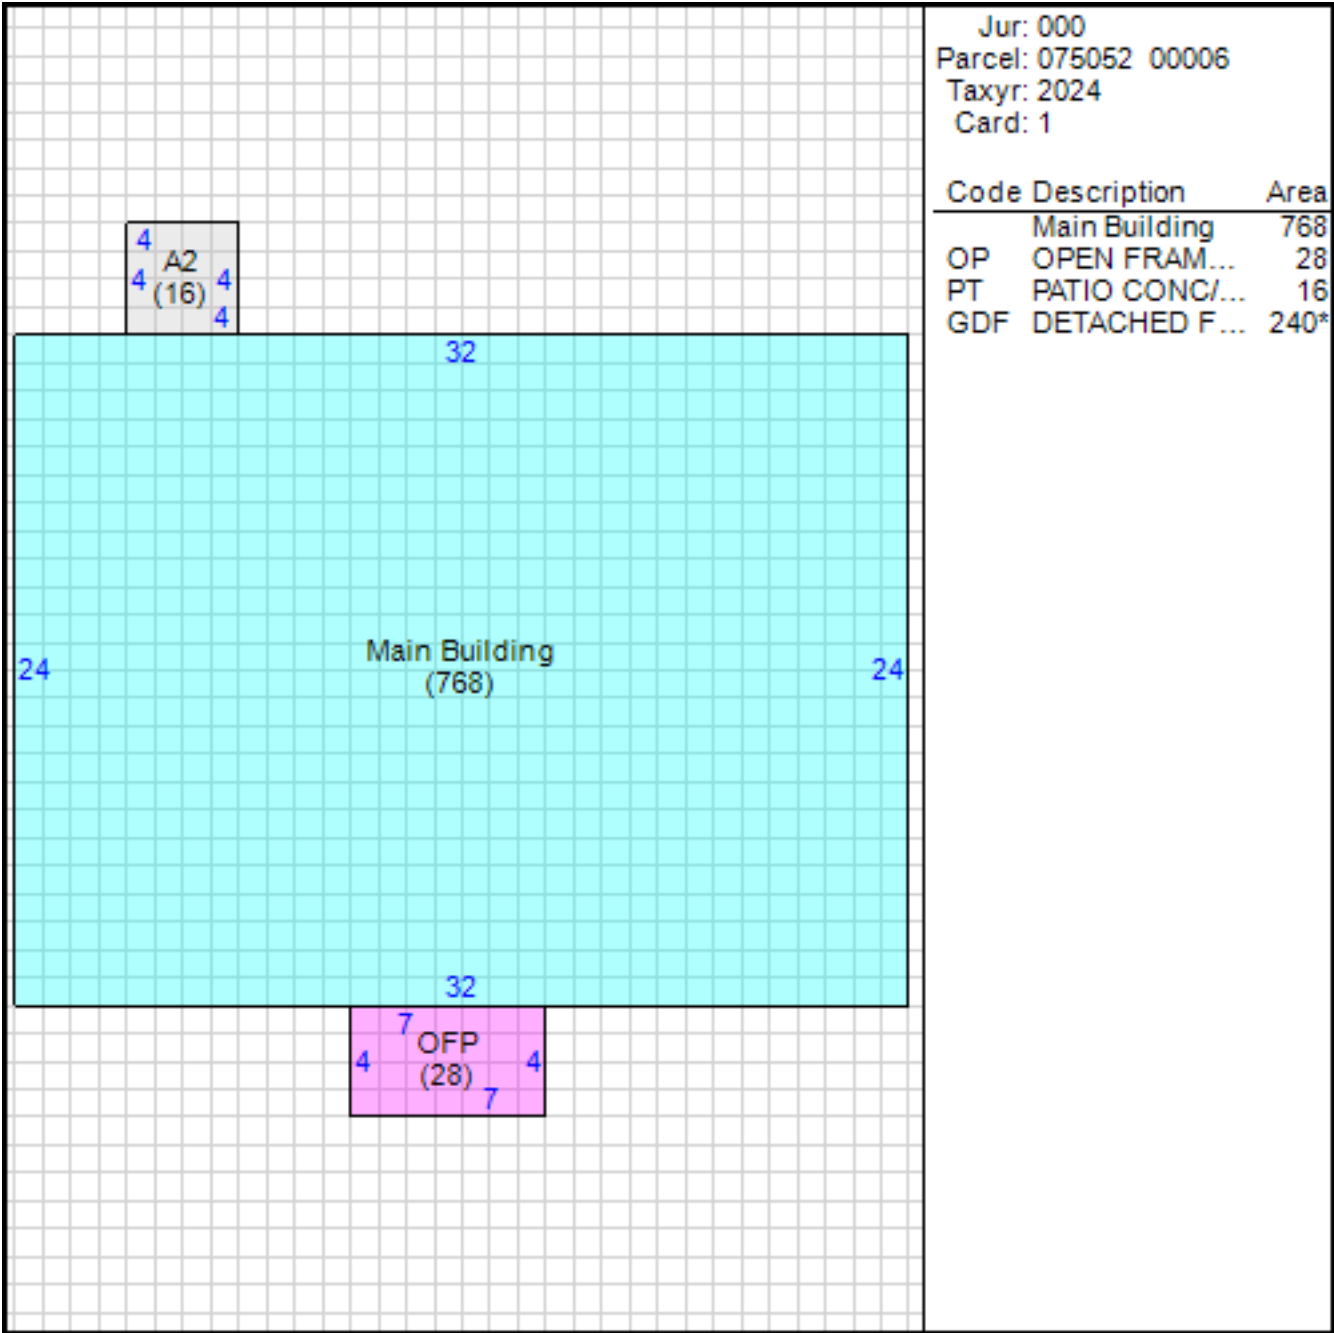 Jur: 000
Parcel: 075052 00006
Taxyr: 2024
Card: 1
Code Description Area
Main Building 768
OP OPEN FRAM... 28
PT PATIO CONC/... 16
GDF DETACHED F... 240*
4
A2
4 (16) 4
4
32
24 Main Building 24
(768)
32
7
OFP
4 (28) 4
7